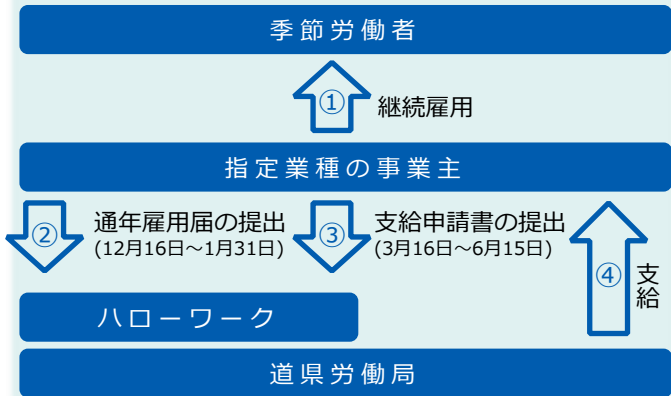 季節労働者
① 継続雇用
指定業種の事業主
② 通年雇用届の提出
(12月16日～1月31日)
③ 支給申請書の提出
(3月16日～6月15日)
④ 支給
ハローワーク
道県労働局